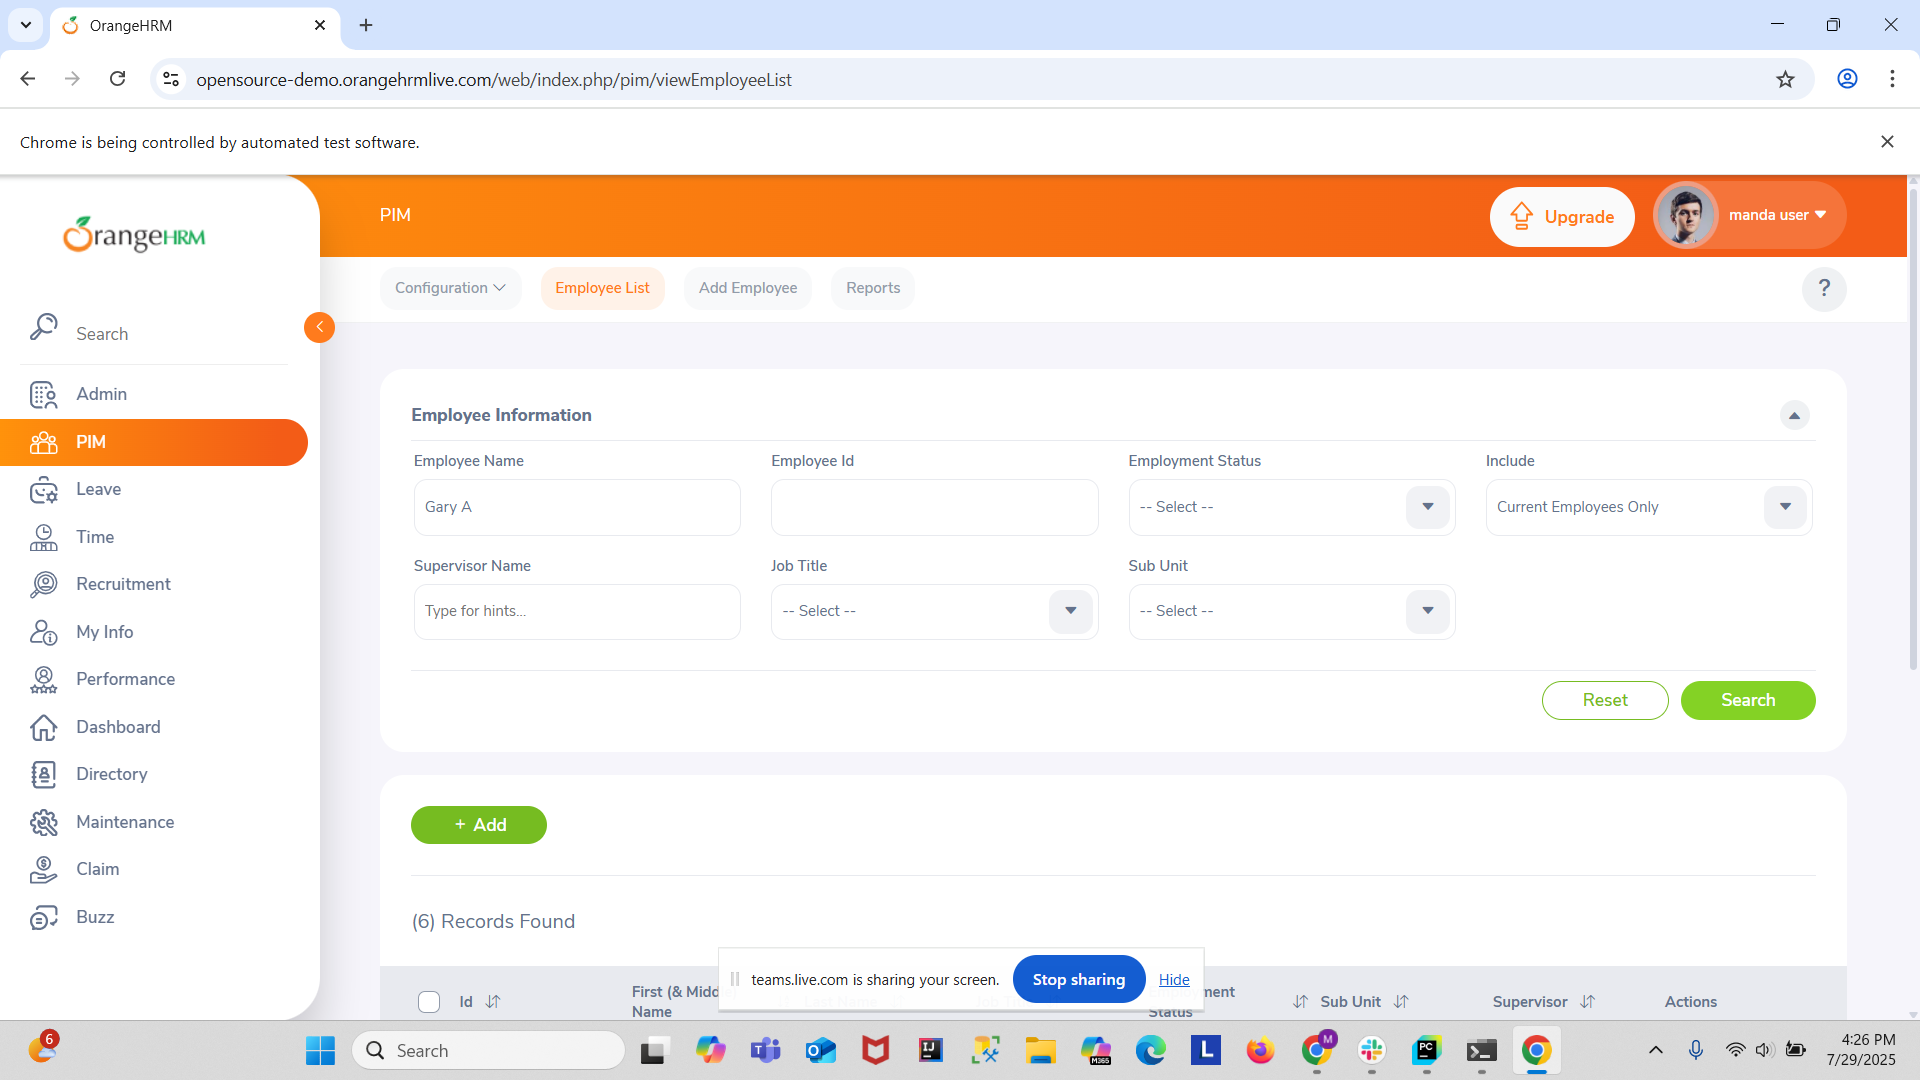 OrangeHRM
opensource-demo.orangehrmlive.com/web/index.php/pim/viewEmployeeList
Chrome is being controlled by automated test software.
OrangeHRM
PIM
Upgrade
manda user
Configuration
Employee List
Add Employee
Reports
?
Search
Admin
PIM
Leave
Time
Recruitment
My Info
Performance
Dashboard
Directory
Maintenance
Claim
Buzz
Employee Information
Employee Name
Employee Id
Employment Status
Include
Gary A
-- Select --
Current Employees Only
Supervisor Name
Job Title
Sub Unit
Type for hints...
-- Select --
-- Select --
Reset
Search
+ Add
(6) Records Found
teams.live.com is sharing your screen.
Stop sharing
Hide
Id
First (& Midd
Name
ment
Status
Sub Unit
Supervisor
Actions
6
Search
M365
IJ
L
M
PC
4:26 PM
7/29/2025